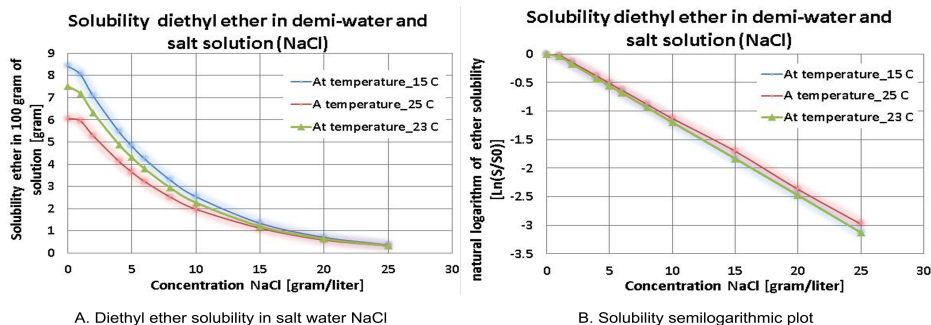 Solubility diethyl ether in demi-water and
salt solution (NaCl)
Solubility ether in 100 gram of
solution [gram]
9
8
7
6
5
4
3
2
1
0
At temperature_15 C
A temperature_25 C
At temperature_23 C
0 5 10 15 20 25 30
Concentration NaCl [gram/liter]
A. Diethyl ether solubility in salt water NaCl
Solubility diethyl ether in demi-water and
salt solution (NaCl)
natural logarithm of ether solubility
[Ln(S/S0)]
0
-0.5
-1
-1.5
-2
-2.5
-3
-3.5
At temperature_15 C
A temperature_25 C
At temperature_23 C
0 5 10 15 20 25 30
Concentration NaCl [gram/liter]
B. Solubility semilogarithmic plot